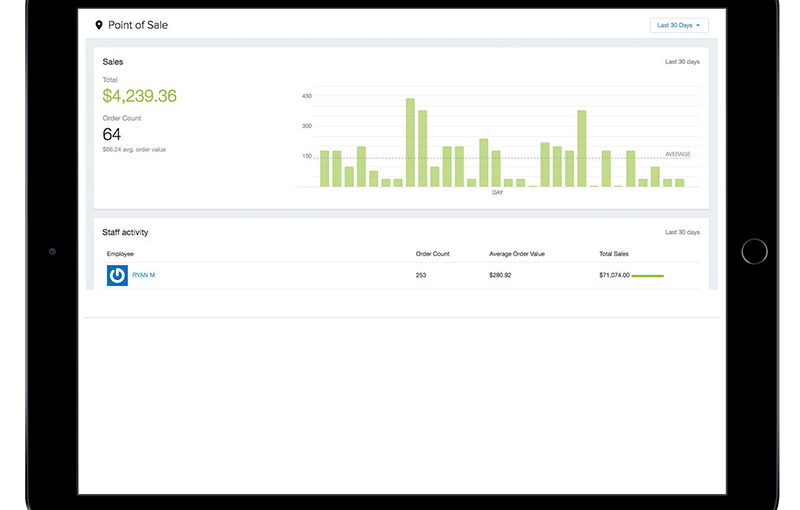 Point of Sale
Last 30 Days
Sales
Last 30 days
Total
$4,239.36
Order Count
64
$66.24 avg. order value
450
300
150
AVERAGE
DAY
Staff activity
Last 30 days
Employee Order Count Average Order Value Total Sales
RYAN M 253 $280.92 $71,074.00